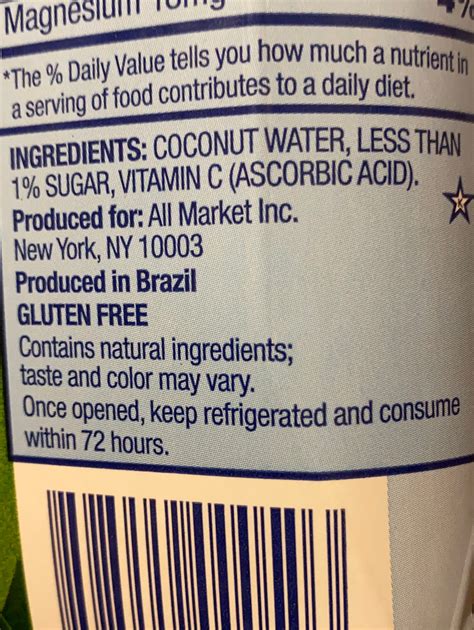 Magnesium 10mg
4%
*The % Daily Value tells you how much a nutrient in
a serving of food contributes to a daily diet.
INGREDIENTS: COCONUT WATER, LESS THAN
1% SUGAR, VITAMIN C (ASCORBIC ACID).
Produced for: All Market Inc.
New York, NY 10003
Produced in Brazil
GLUTEN FREE
Contains natural ingredients;
taste and color may vary.
Once opened, keep refrigerated and consume
within 72 hours.